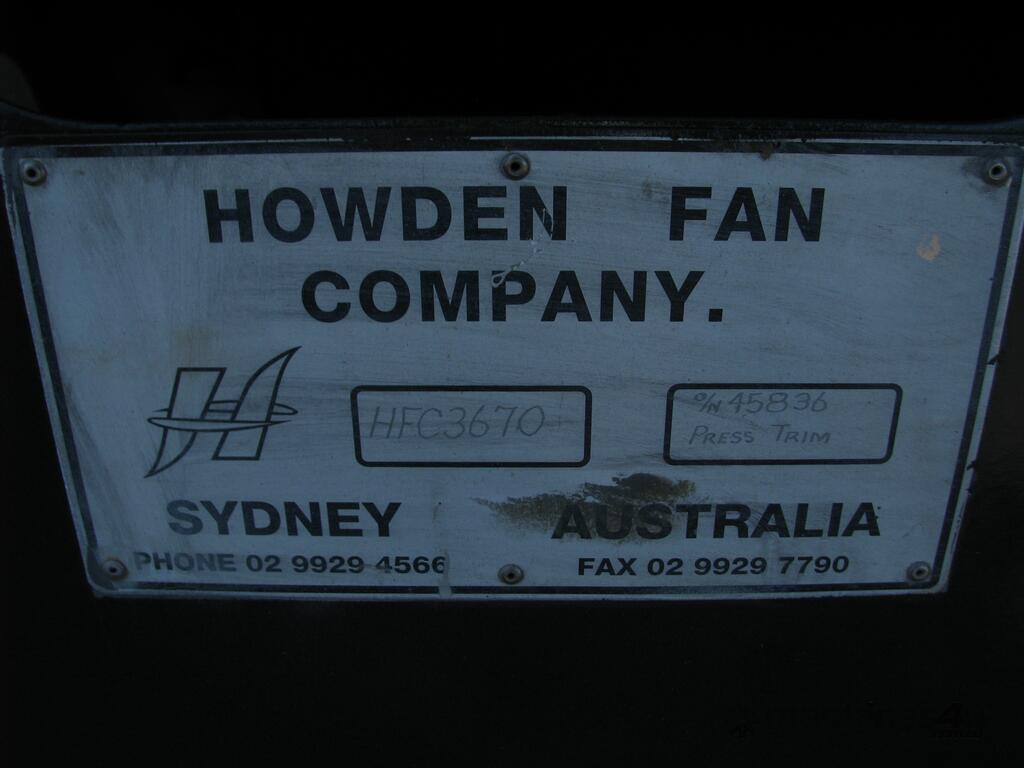 HOWDEN FAN
COMPANY.
H
HFC3670
O/N 45836
PRESS TRIM
SYDNEY AUSTRALIA
PHONE 02 9929 4566 FAX 02 9929 7790